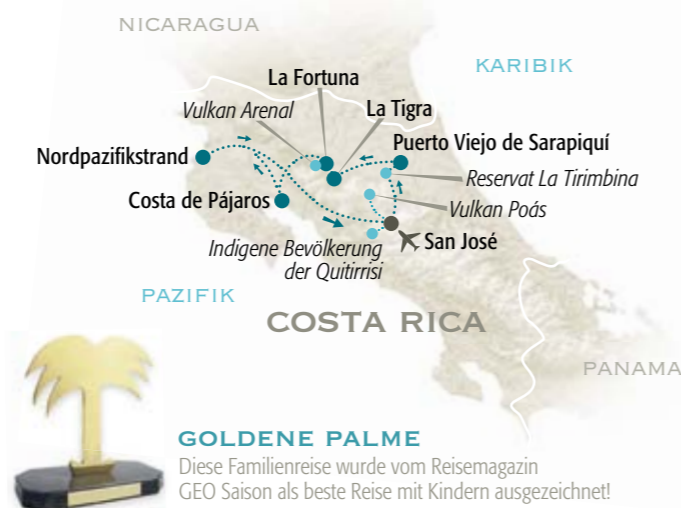 NICARAGUA
KARIBIK
La Fortuna
Vulkan Arenal
La Tigra
Nordpazifikstrand
Puerto Viejo de Sarapiquí
Reservat La Tirimbina
Costa de Pájaros
Vulkan Poás
Indigene Bevölkerung
der Quitirrisi
San José
PAZIFIK
COSTA RICA
PANAMA
GOLDENE PALME
Diese Familienreise wurde vom Reisemagazin
GEO Saison als beste Reise mit Kindern ausgezeichnet!